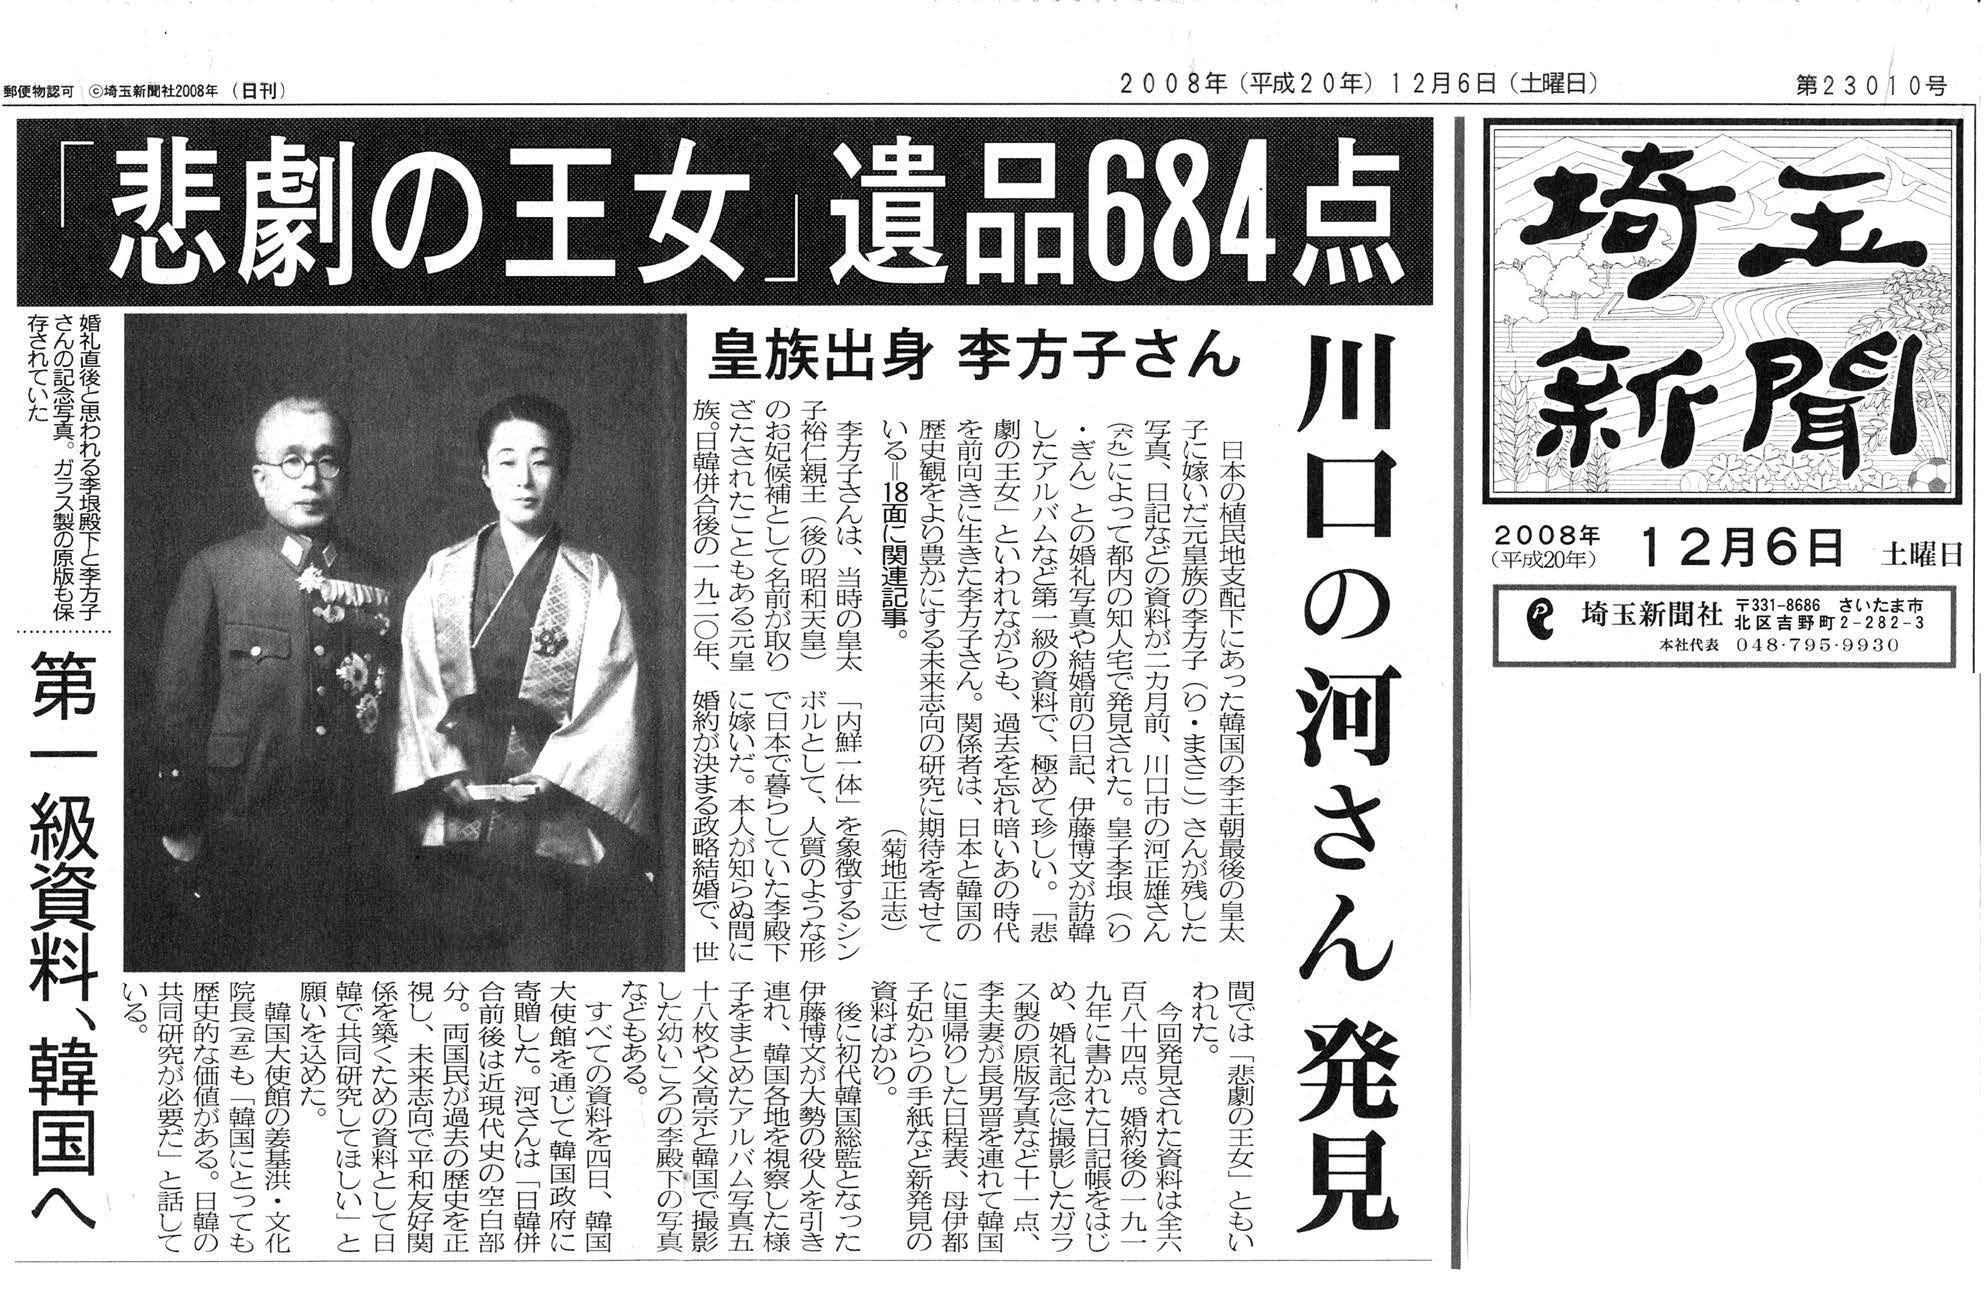 郵便物認可 ©埼玉新聞社2008年 (日刊)
2008年(平成20年)12月6日(土曜日)
第23010号
埼玉
新聞
2008年
(平成20年)
12月6日
土曜日
埼玉新聞社
〒331-8686 さいたま市
北区吉野町2-282-3
本社代表 048・795・9930
「悲劇の王女」遺品684点
川口の河さん発見
皇族出身 李方子さん
第一級資料、韓国へ
日本の植民地支配下にあった韓国の李王朝最後の皇太
子に嫁いだ元皇族の李方子(り・まさこ)さんが残した
写真、日記などの資料が二カ月前、川口市の河正雄さん
(六九)によって都内の知人宅で発見された。皇子李垠(り
・ぎん)との婚礼写真や結婚前の日記、伊藤博文が訪韓
したアルバムなど第一級の資料で、極めて珍しい。「悲
劇の王女」といわれながらも、過去を忘れ暗いあの時代
を前向きに生きた李方子さん。関係者は、日本と韓国の
歴史観をより豊かにする未来志向の研究に期待を寄せて
いる=18面に関連記事。
(菊地正志)
李方子さんは、当時の皇太
子裕仁親王(後の昭和天皇)
のお妃候補として名前が取り
ざたされたこともある元皇
族。日韓併合後の一九二〇年、
「内鮮一体」を象徴するシン
ボルとして、人質のような形
で日本で暮らしていた李殿下
に嫁いだ。本人が知らぬ間に
婚約が決まる政略結婚で、世
間では「悲劇の王女」ともい
われた。
今回発見された資料は全六
百八十四点。婚約後の一九一
九年に書かれた日記帳をはじ
め、婚礼記念に撮影したガラ
ス製の原版写真など十一点、
李夫妻が長男晋を連れて韓国
に里帰りした日程表、母伊都
子妃からの手紙など新発見の
資料ばかり。
後に初代韓国総監となった
伊藤博文が大勢の役人を引き
連れ、韓国各地を視察した様
子をまとめたアルバム写真五
十八枚や父高宗と韓国で撮影
した幼いころの李殿下の写真
などもある。
すべての資料を四日、韓国
大使館を通じて韓国政府に
寄贈した。河さんは「日韓併
合前後は近現代史の空白部
分。両国民が過去の歴史を正
視し、未来志向で平和友好関
係を築くための資料として日
韓で共同研究してほしい」と
願いを込めた。
韓国大使館の姜基洪・文化
院長(五五)も「韓国にとっても
歴史的な価値がある。日韓の
共同研究が必要だ」と話して
いる。
婚礼直後と思われる李垠殿下と李方子
さんの記念写真。ガラス製の原版も保
存されていた